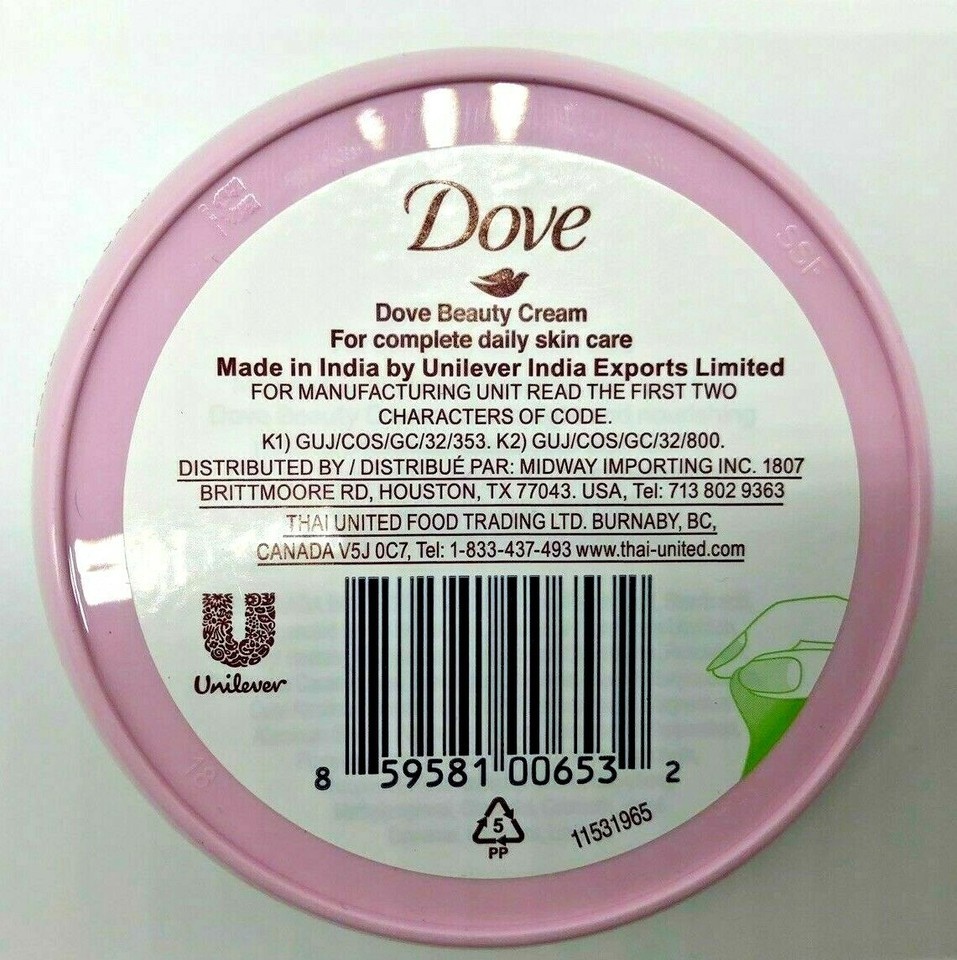 Dove
Dove Beauty Cream
For complete daily skin care
Made in India by Unilever India Exports Limited
FOR MANUFACTURING UNIT READ THE FIRST TWO
CHARACTERS OF CODE.
K1) GUJ/COS/GC/32/353. K2) GUJ/COS/GC/32/800.
DISTRIBUTED BY / DISTRIBUÉ PAR: MIDWAY IMPORTING INC. 1807
BRITTMOORE RD, HOUSTON, TX 77043. USA, Tel: 713 802 9363
THAI UNITED FOOD TRADING LTD. BURNABY, BC,
CANADA V5J 0C7, Tel: 1-833-437-493 www.thai-united.com
Unilever
8 59581 00653 2
5
PP
11531965
SSF
18